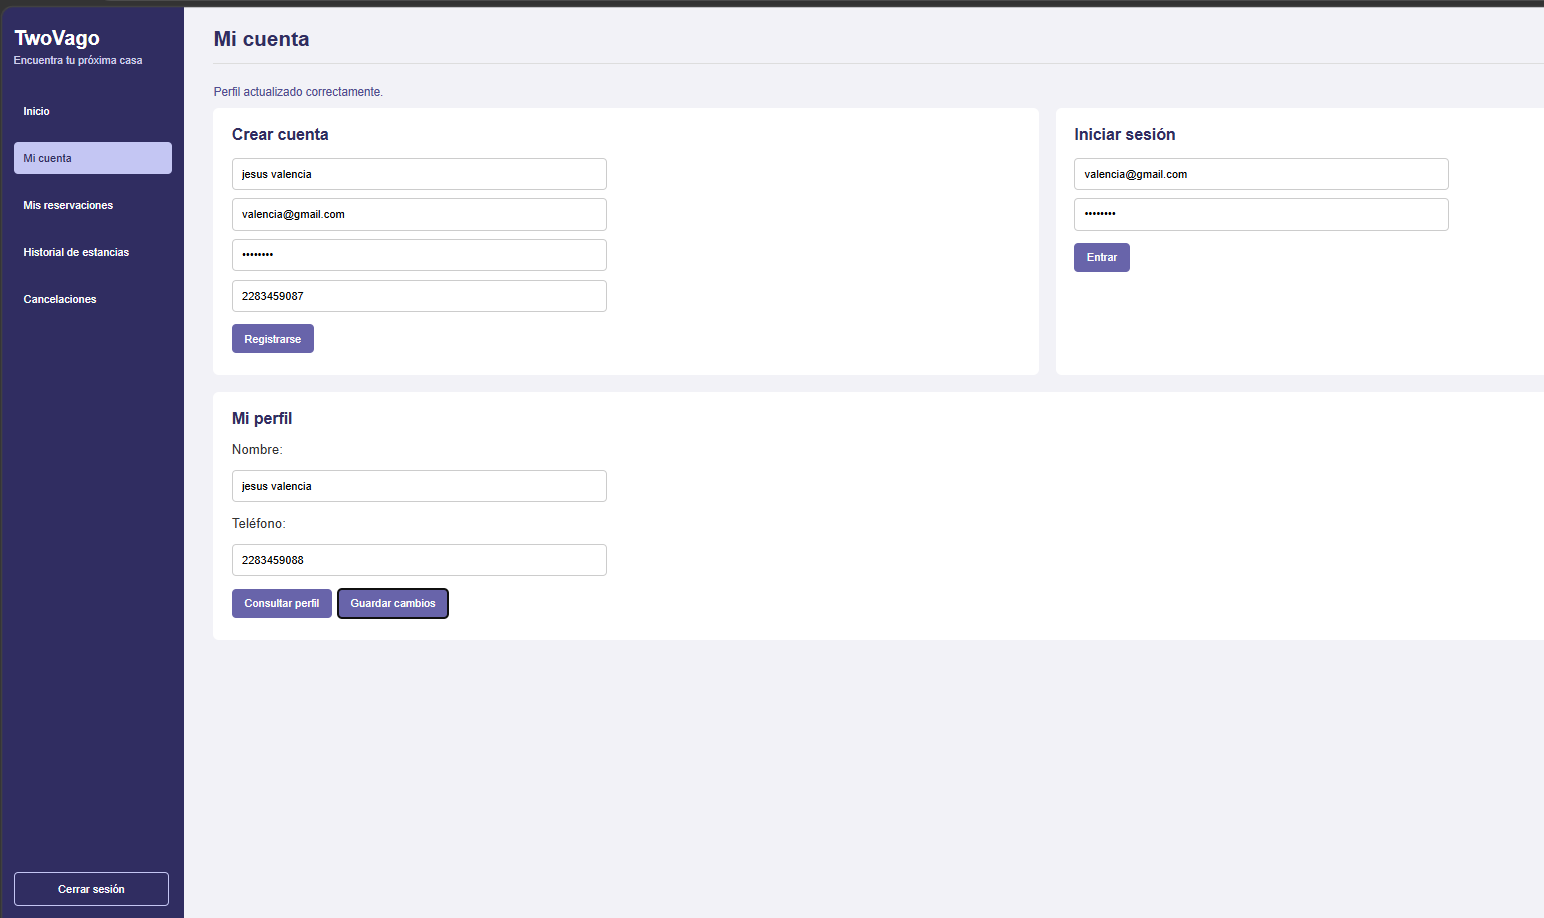 TwoVago
Encuentra tu próxima casa
Inicio
Mi cuenta
Mis reservaciones
Historial de estancias
Cancelaciones
Cerrar sesión
Mi cuenta
Perfil actualizado correctamente.
Crear cuenta
jesus valencia
valencia@gmail.com
••••••••
2283459087
Registrarse
Iniciar sesión
valencia@gmail.com
••••••••
Entrar
Mi perfil
Nombre:
jesus valencia
Teléfono:
2283459088
Consultar perfil Guardar cambios